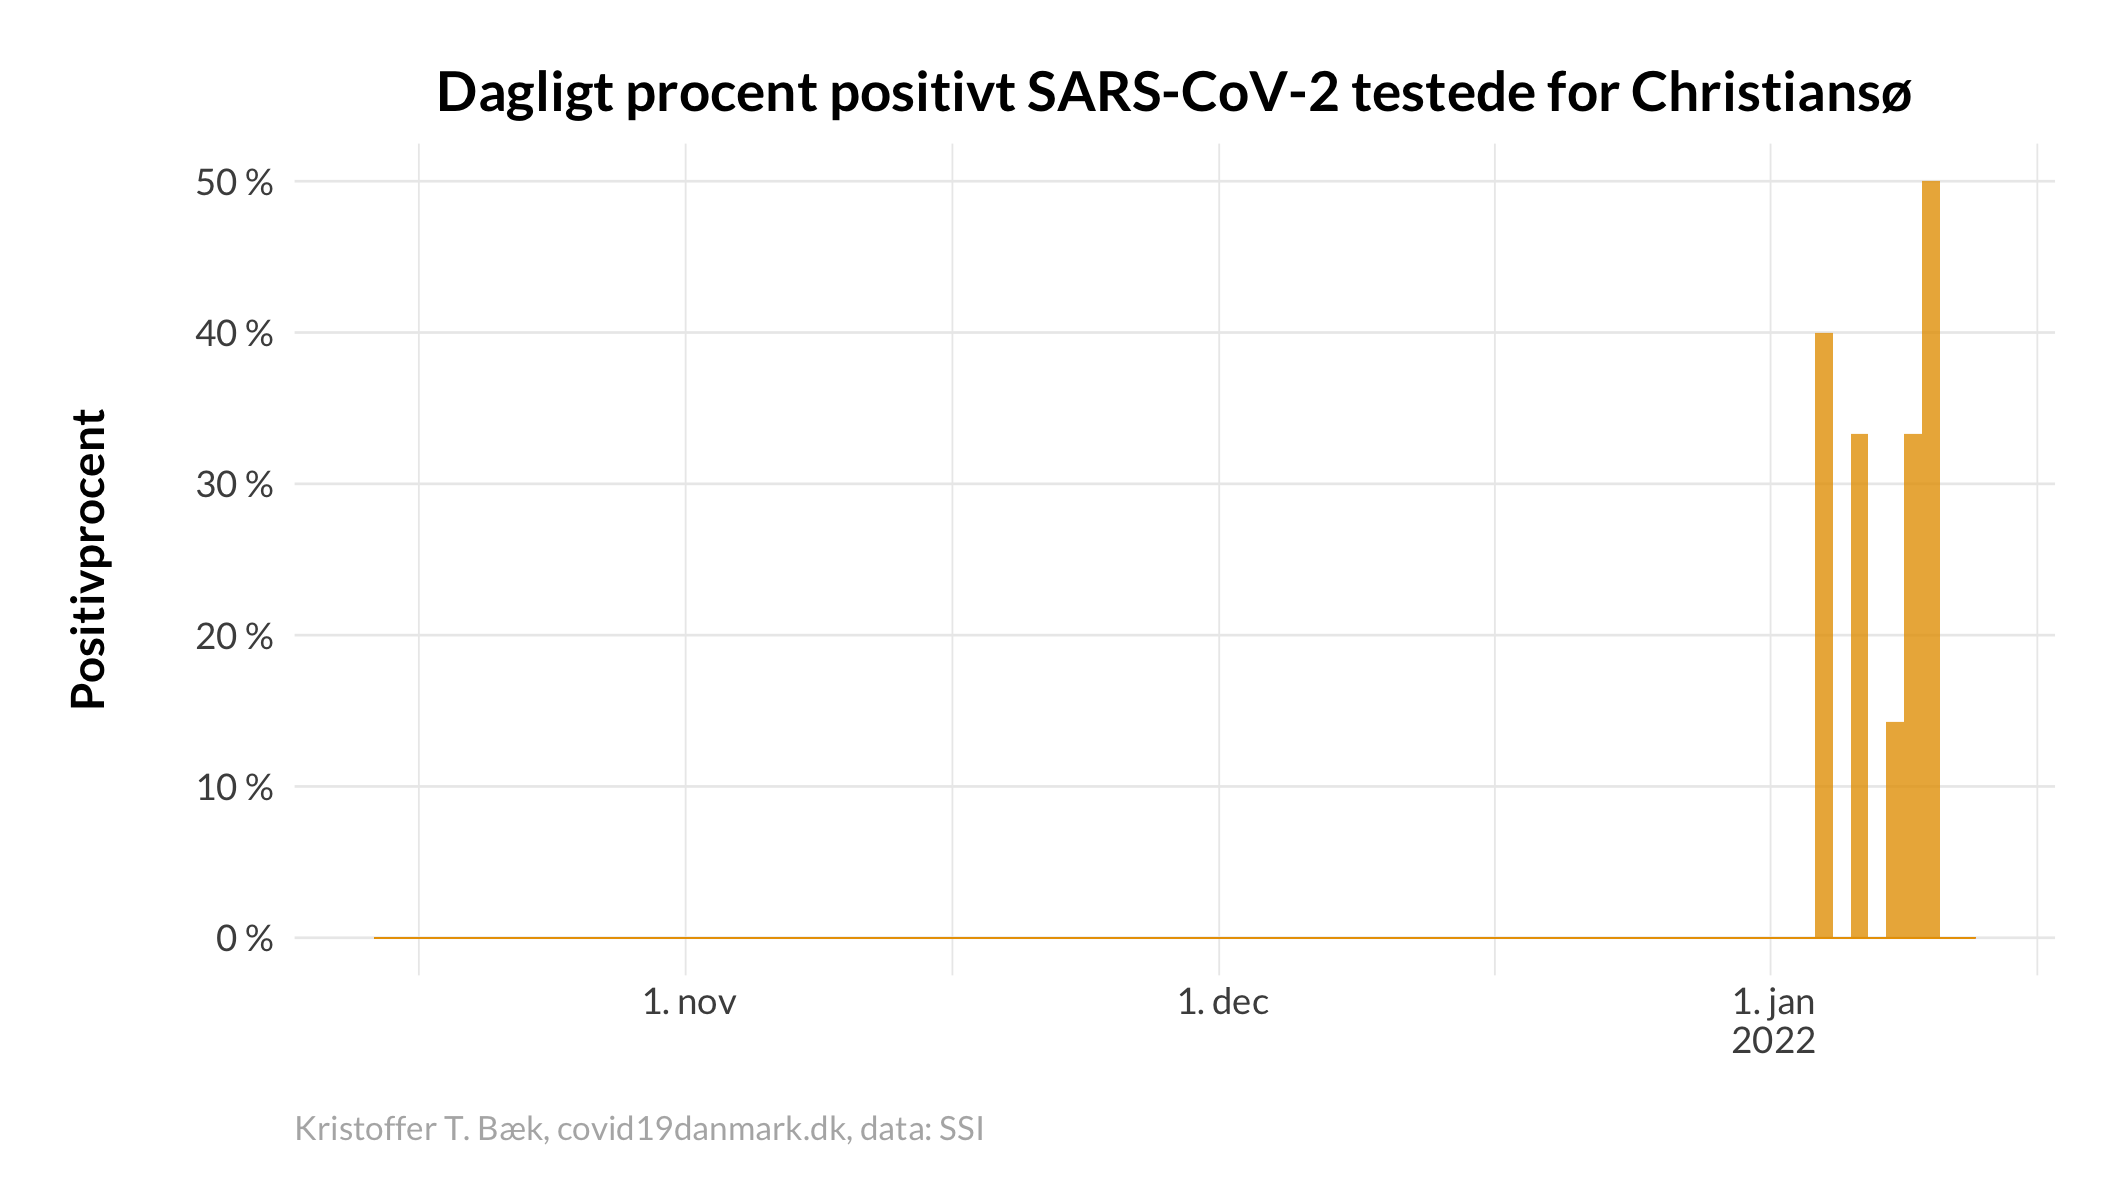 Dagligt procent positivt SARS-CoV-2 testede for Christiansø
Positivprocent
50 %
40 %
30 %
20 %
10 %
0 %
1. nov
1. dec
1. jan
2022
Kristoffer T. Bæk, covid19danmark.dk, data: SSI